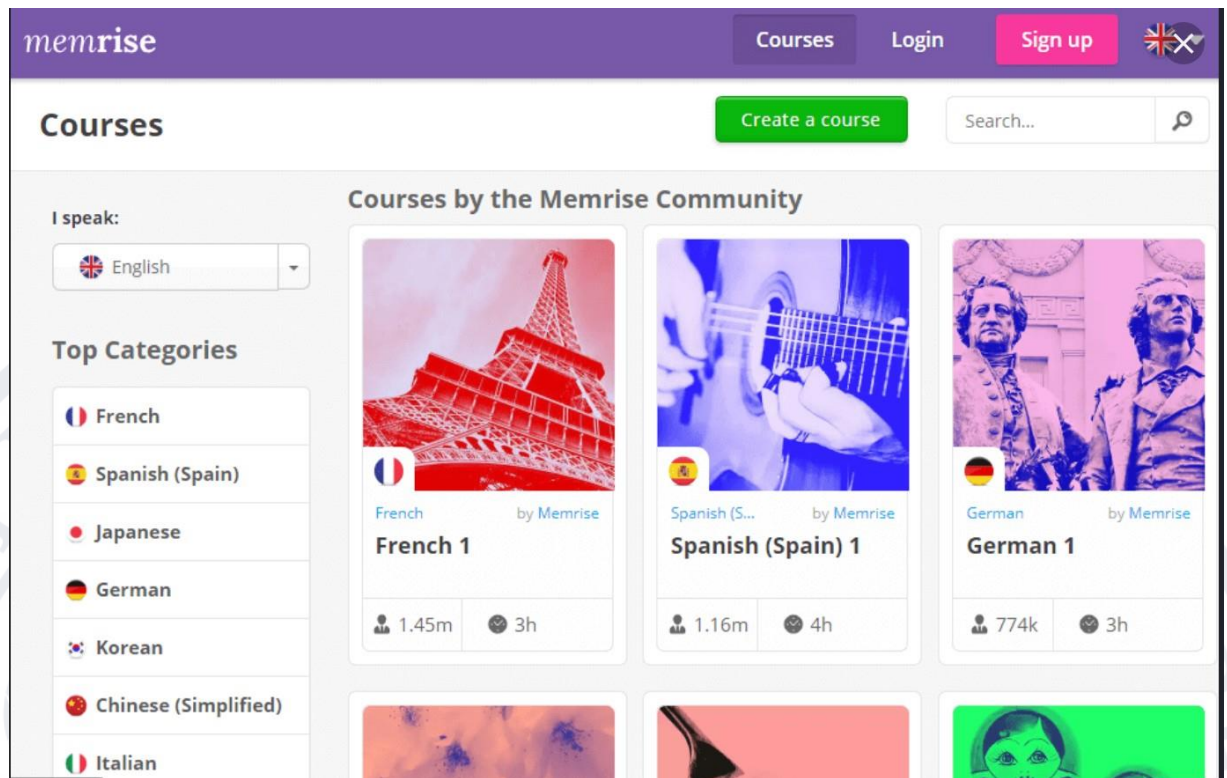 memrise
Courses Login Sign up
Courses
Create a course
Search...
I speak:
English
Top Categories
French
Spanish (Spain)
Japanese
German
Korean
Chinese (Simplified)
Italian
Courses by the Memrise Community
French by Memrise
French 1
1.45m 3h
Spanish (S... by Memrise
Spanish (Spain) 1
1.16m 4h
German by Memrise
German 1
774k 3h